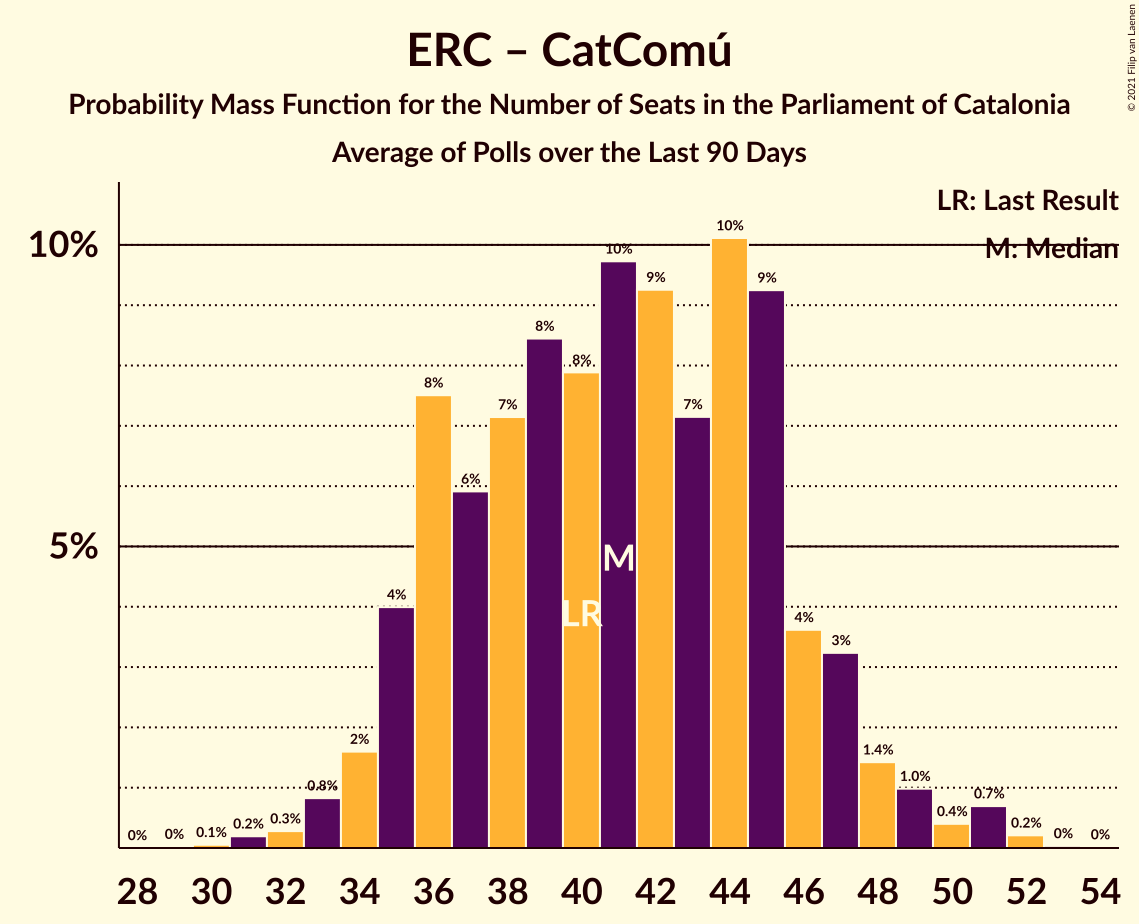 ERC – CatComú
Probability Mass Function for the Number of Seats in the Parliament of Catalonia
Average of Polls over the Last 90 Days
© 2021 Filip van Laenen
LR: Last Result
M: Median
10%
5%
0% 0% 0.1% 0.2% 0.3% 0.8% 2% 4% 8% 6% 7% 8% 8% 10% 9% 7% 10% 9% 4% 3% 1.4% 1.0% 0.4% 0.7% 0.2% 0% 0%
M
LR
28 30 32 34 36 38 40 42 44 46 48 50 52 54